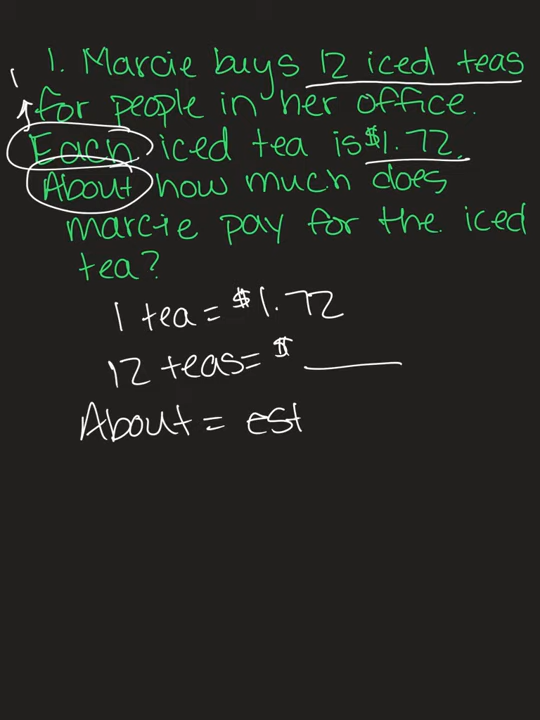 1. Marcie buys 12 iced teas
1
for people in her office.
Each iced tea is $1.72.
About how much does
marcie pay for the iced
tea?
1 tea = $1.72
12 teas = $ ____
About = est